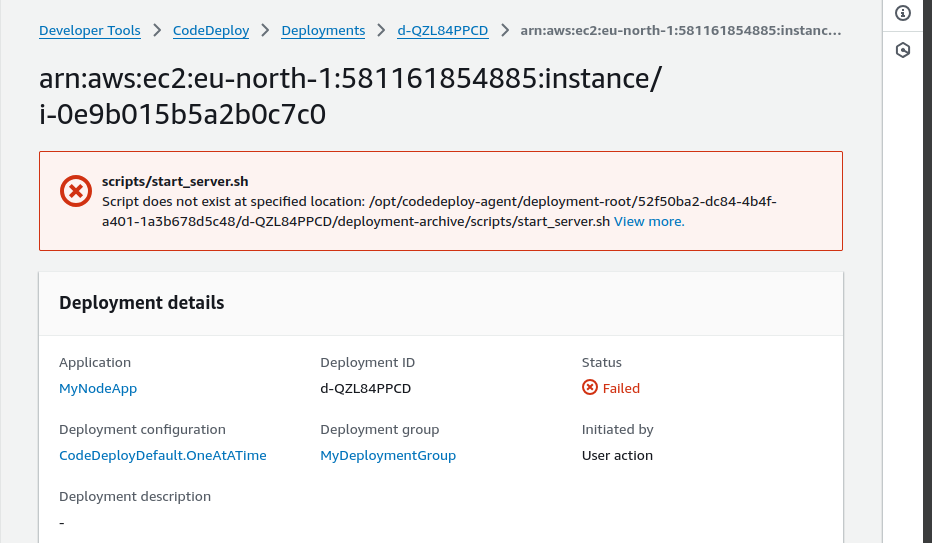 Developer Tools > CodeDeploy > Deployments > d-QZL84PPCD > arn:aws:ec2:eu-north-1:581161854885:instanc...
arn:aws:ec2:eu-north-1:581161854885:instance/
i-0e9b015b5a2b0c7c0
scripts/start_server.sh
Script does not exist at specified location: /opt/codedeploy-agent/deployment-root/52f50ba2-dc84-4b4f-
a401-1a3b678d5c48/d-QZL84PPCD/deployment-archive/scripts/start_server.sh View more.
Deployment details
Application Deployment ID Status
MyNodeApp d-QZL84PPCD Failed
Deployment configuration Deployment group Initiated by
CodeDeployDefault.OneAtATime MyDeploymentGroup User action
Deployment description
-